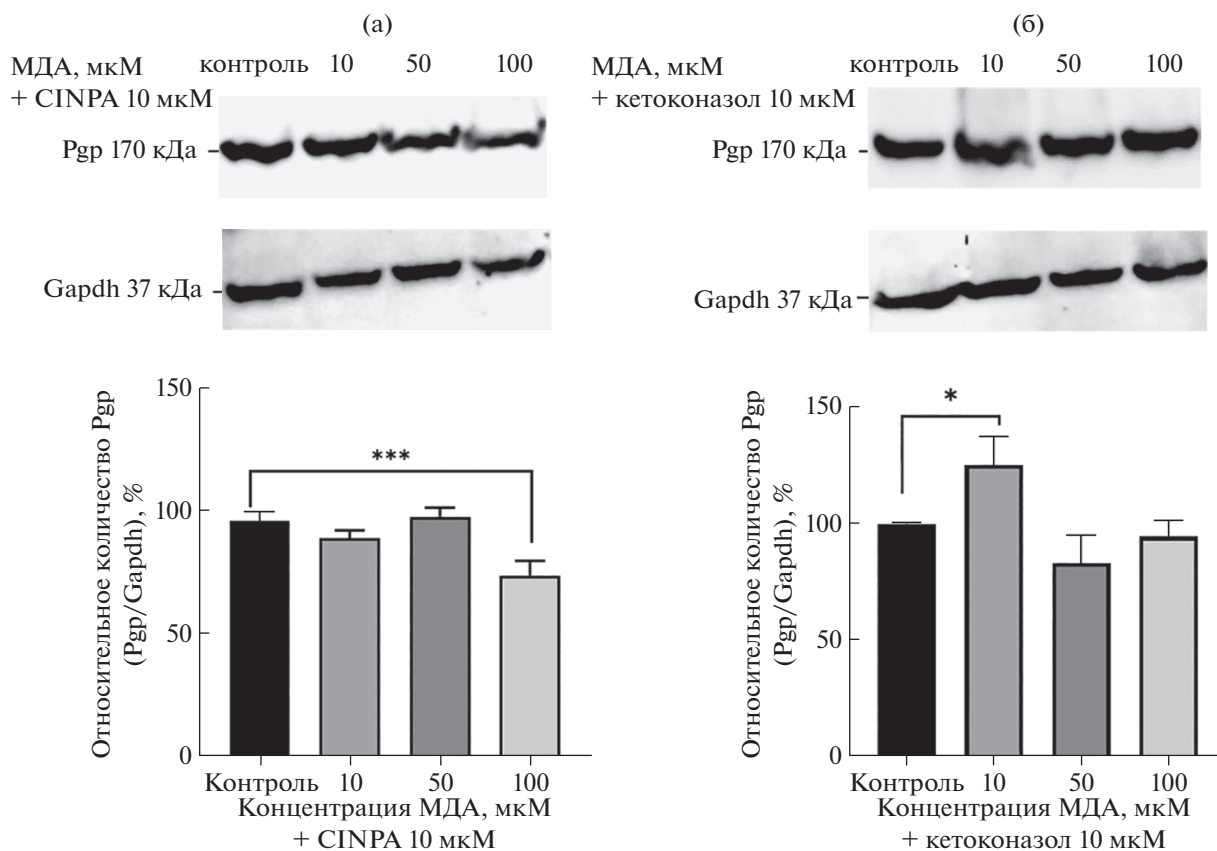 (а)
МДА, мкМ контроль 10 50 100
+ CINPA 10 мкМ
Pgp 170 кДа
Gapdh 37 кДа
Относительное количество Pgp
(Pgp/Gapdh), %
150
100
50
0
***
Контроль 10 50 100
Концентрация МДА, мкМ
+ CINPA 10 мкМ
(б)
МДА, мкМ контроль 10 50 100
+ кетоконазол 10 мкМ
Pgp 170 кДа
Gapdh 37 кДа
Относительное количество Pgp
(Pgp/Gapdh), %
150
100
50
0
*
Контроль 10 50 100
Концентрация МДА, мкМ
+ кетоконазол 10 мкМ